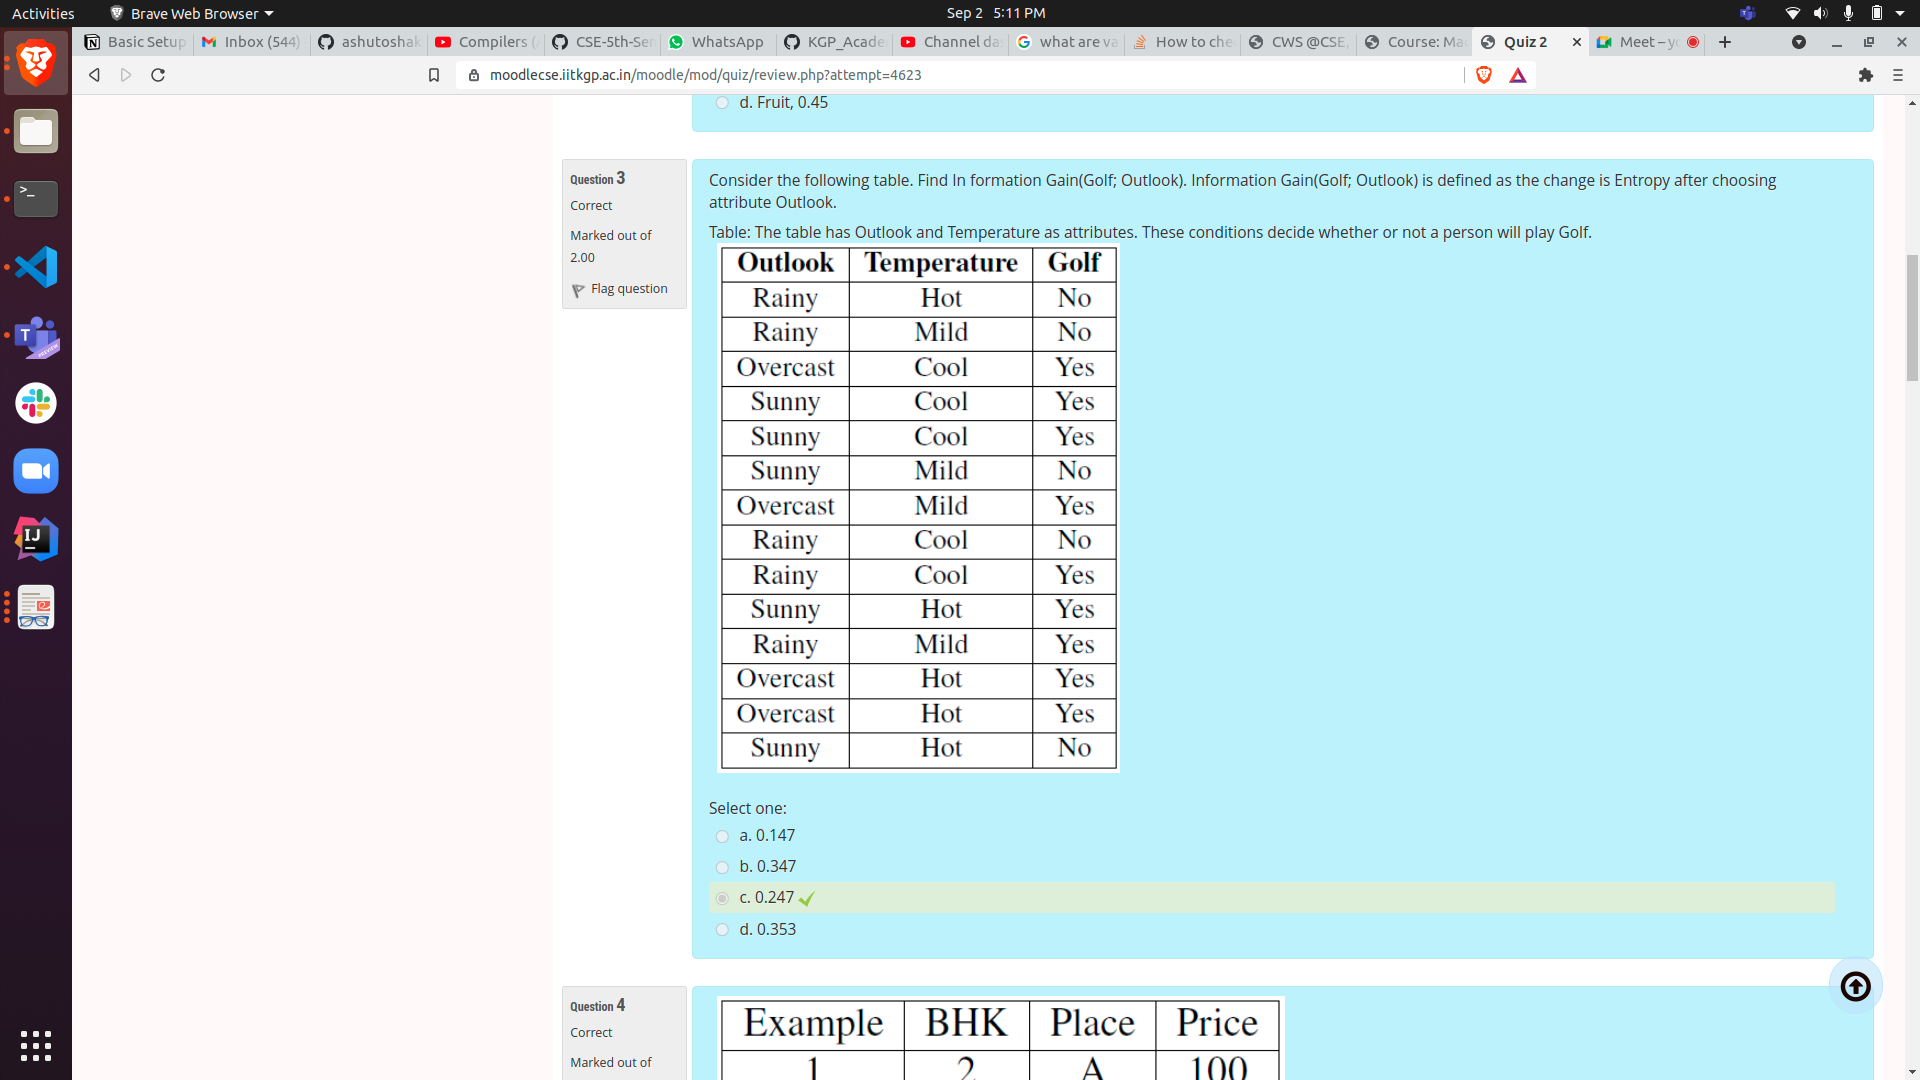 Activities
Brave Web Browser
Sep 2 5:11 PM
Basic Setup
Inbox (544)
ashutoshak
Compilers (
CSE-5th-Se
WhatsApp
KGP_Acade
Channel da
what are va
How to che
CWS @CSE,
Course: Ma
Quiz 2
Meet – y
moodlecse.iitkgp.ac.in/moodle/mod/quiz/review.php?attempt=4623
d. Fruit, 0.45
Question 3
Correct
Marked out of
2.00
Flag question
Consider the following table. Find In formation Gain(Golf; Outlook). Information Gain(Golf; Outlook) is defined as the change is Entropy after choosing
attribute Outlook.
Table: The table has Outlook and Temperature as attributes. These conditions decide whether or not a person will play Golf.
Outlook Temperature Golf
Rainy Hot No
Rainy Mild No
Overcast Cool Yes
Sunny Cool Yes
Sunny Cool Yes
Sunny Mild No
Overcast Mild Yes
Rainy Cool No
Rainy Cool Yes
Sunny Hot Yes
Rainy Mild Yes
Overcast Hot Yes
Overcast Hot Yes
Sunny Hot No
Select one:
a. 0.147
b. 0.347
c. 0.247
d. 0.353
Question 4
Correct
Marked out of
Example BHK Place Price
1 2 A 100